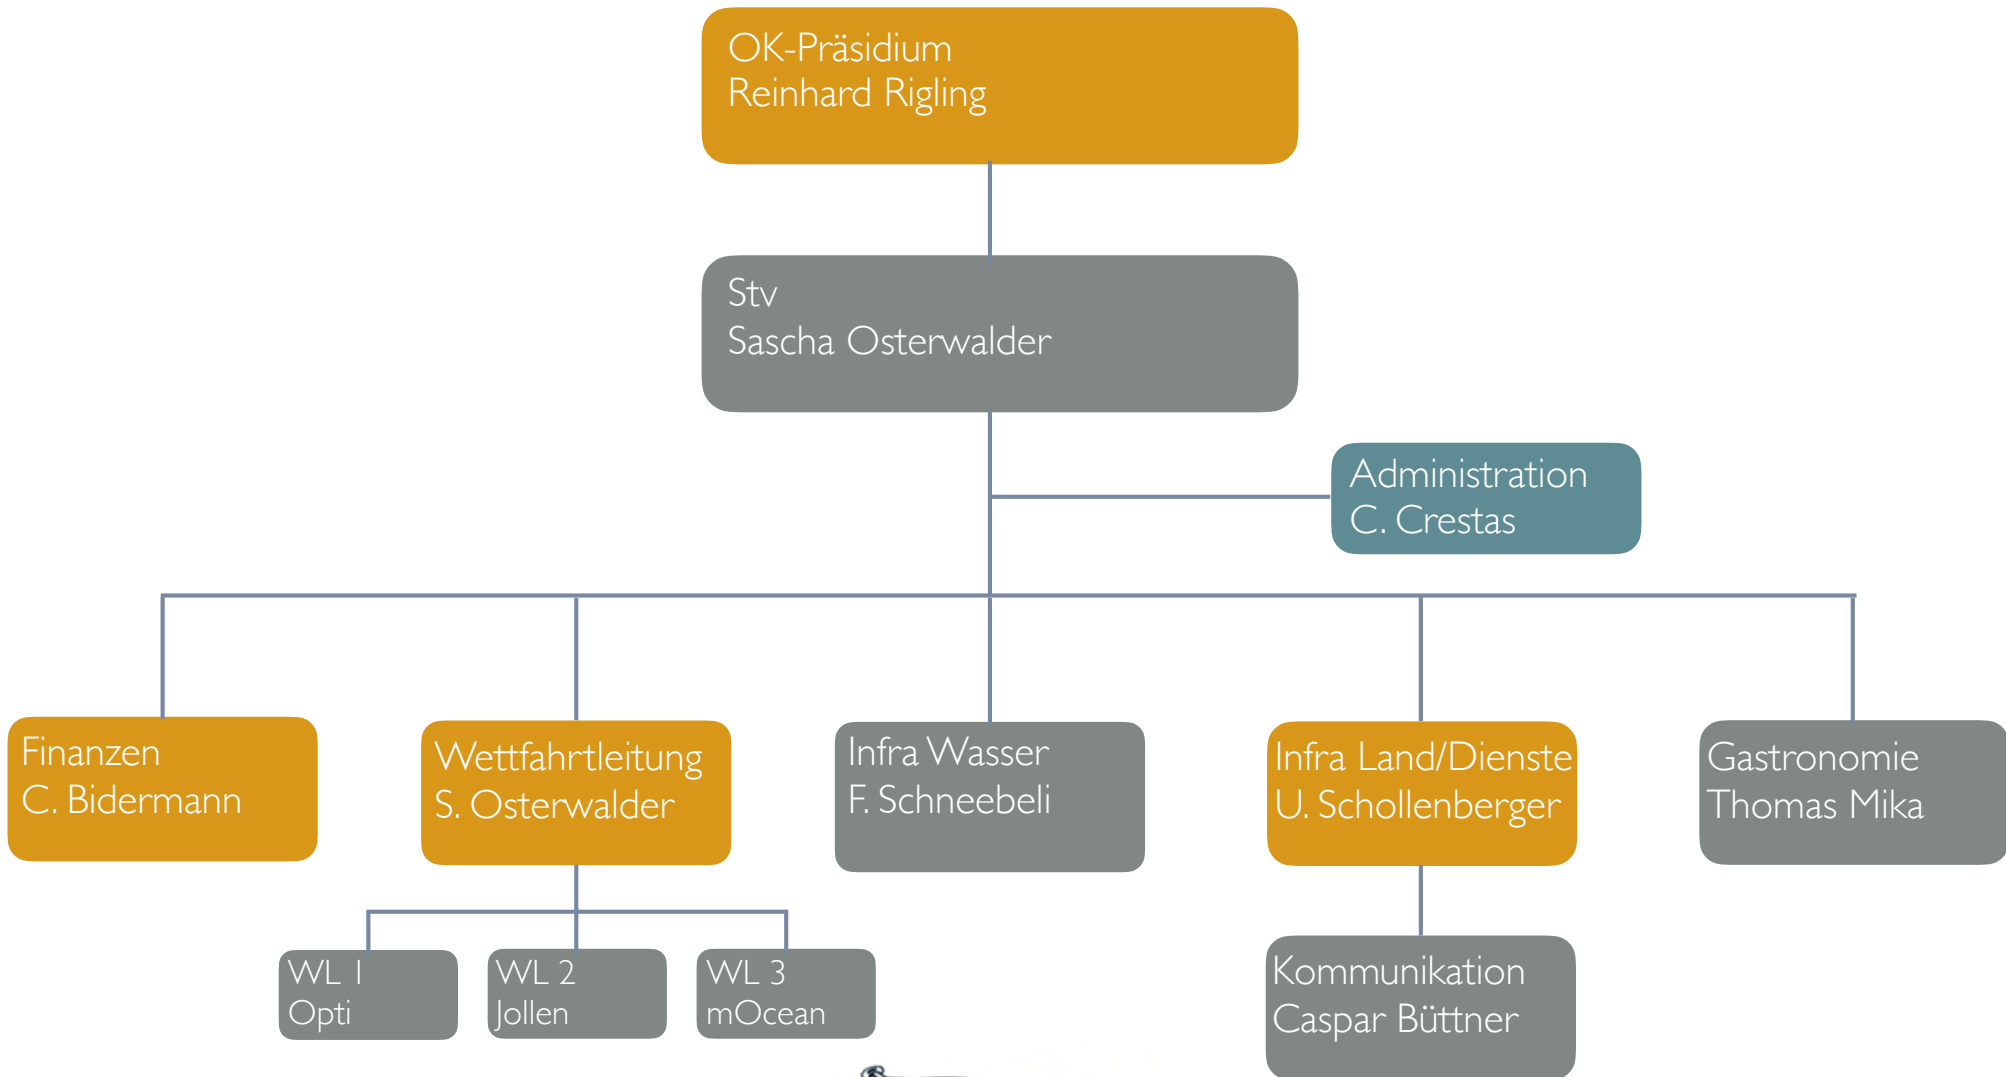 OK-Präsidium
Reinhard Rigling
Stv
Sascha Osterwalder
Administration
C. Crestas
Finanzen
C. Bidermann
Wettfahrtleitung
S. Osterwalder
Infra Wasser
F. Schneebeli
Infra Land/Dienste
U. Schollenberger
Gastronomie
Thomas Mika
WL 1
Opti
WL 2
Jollen
WL 3
mOcean
Kommunikation
Caspar Büttner